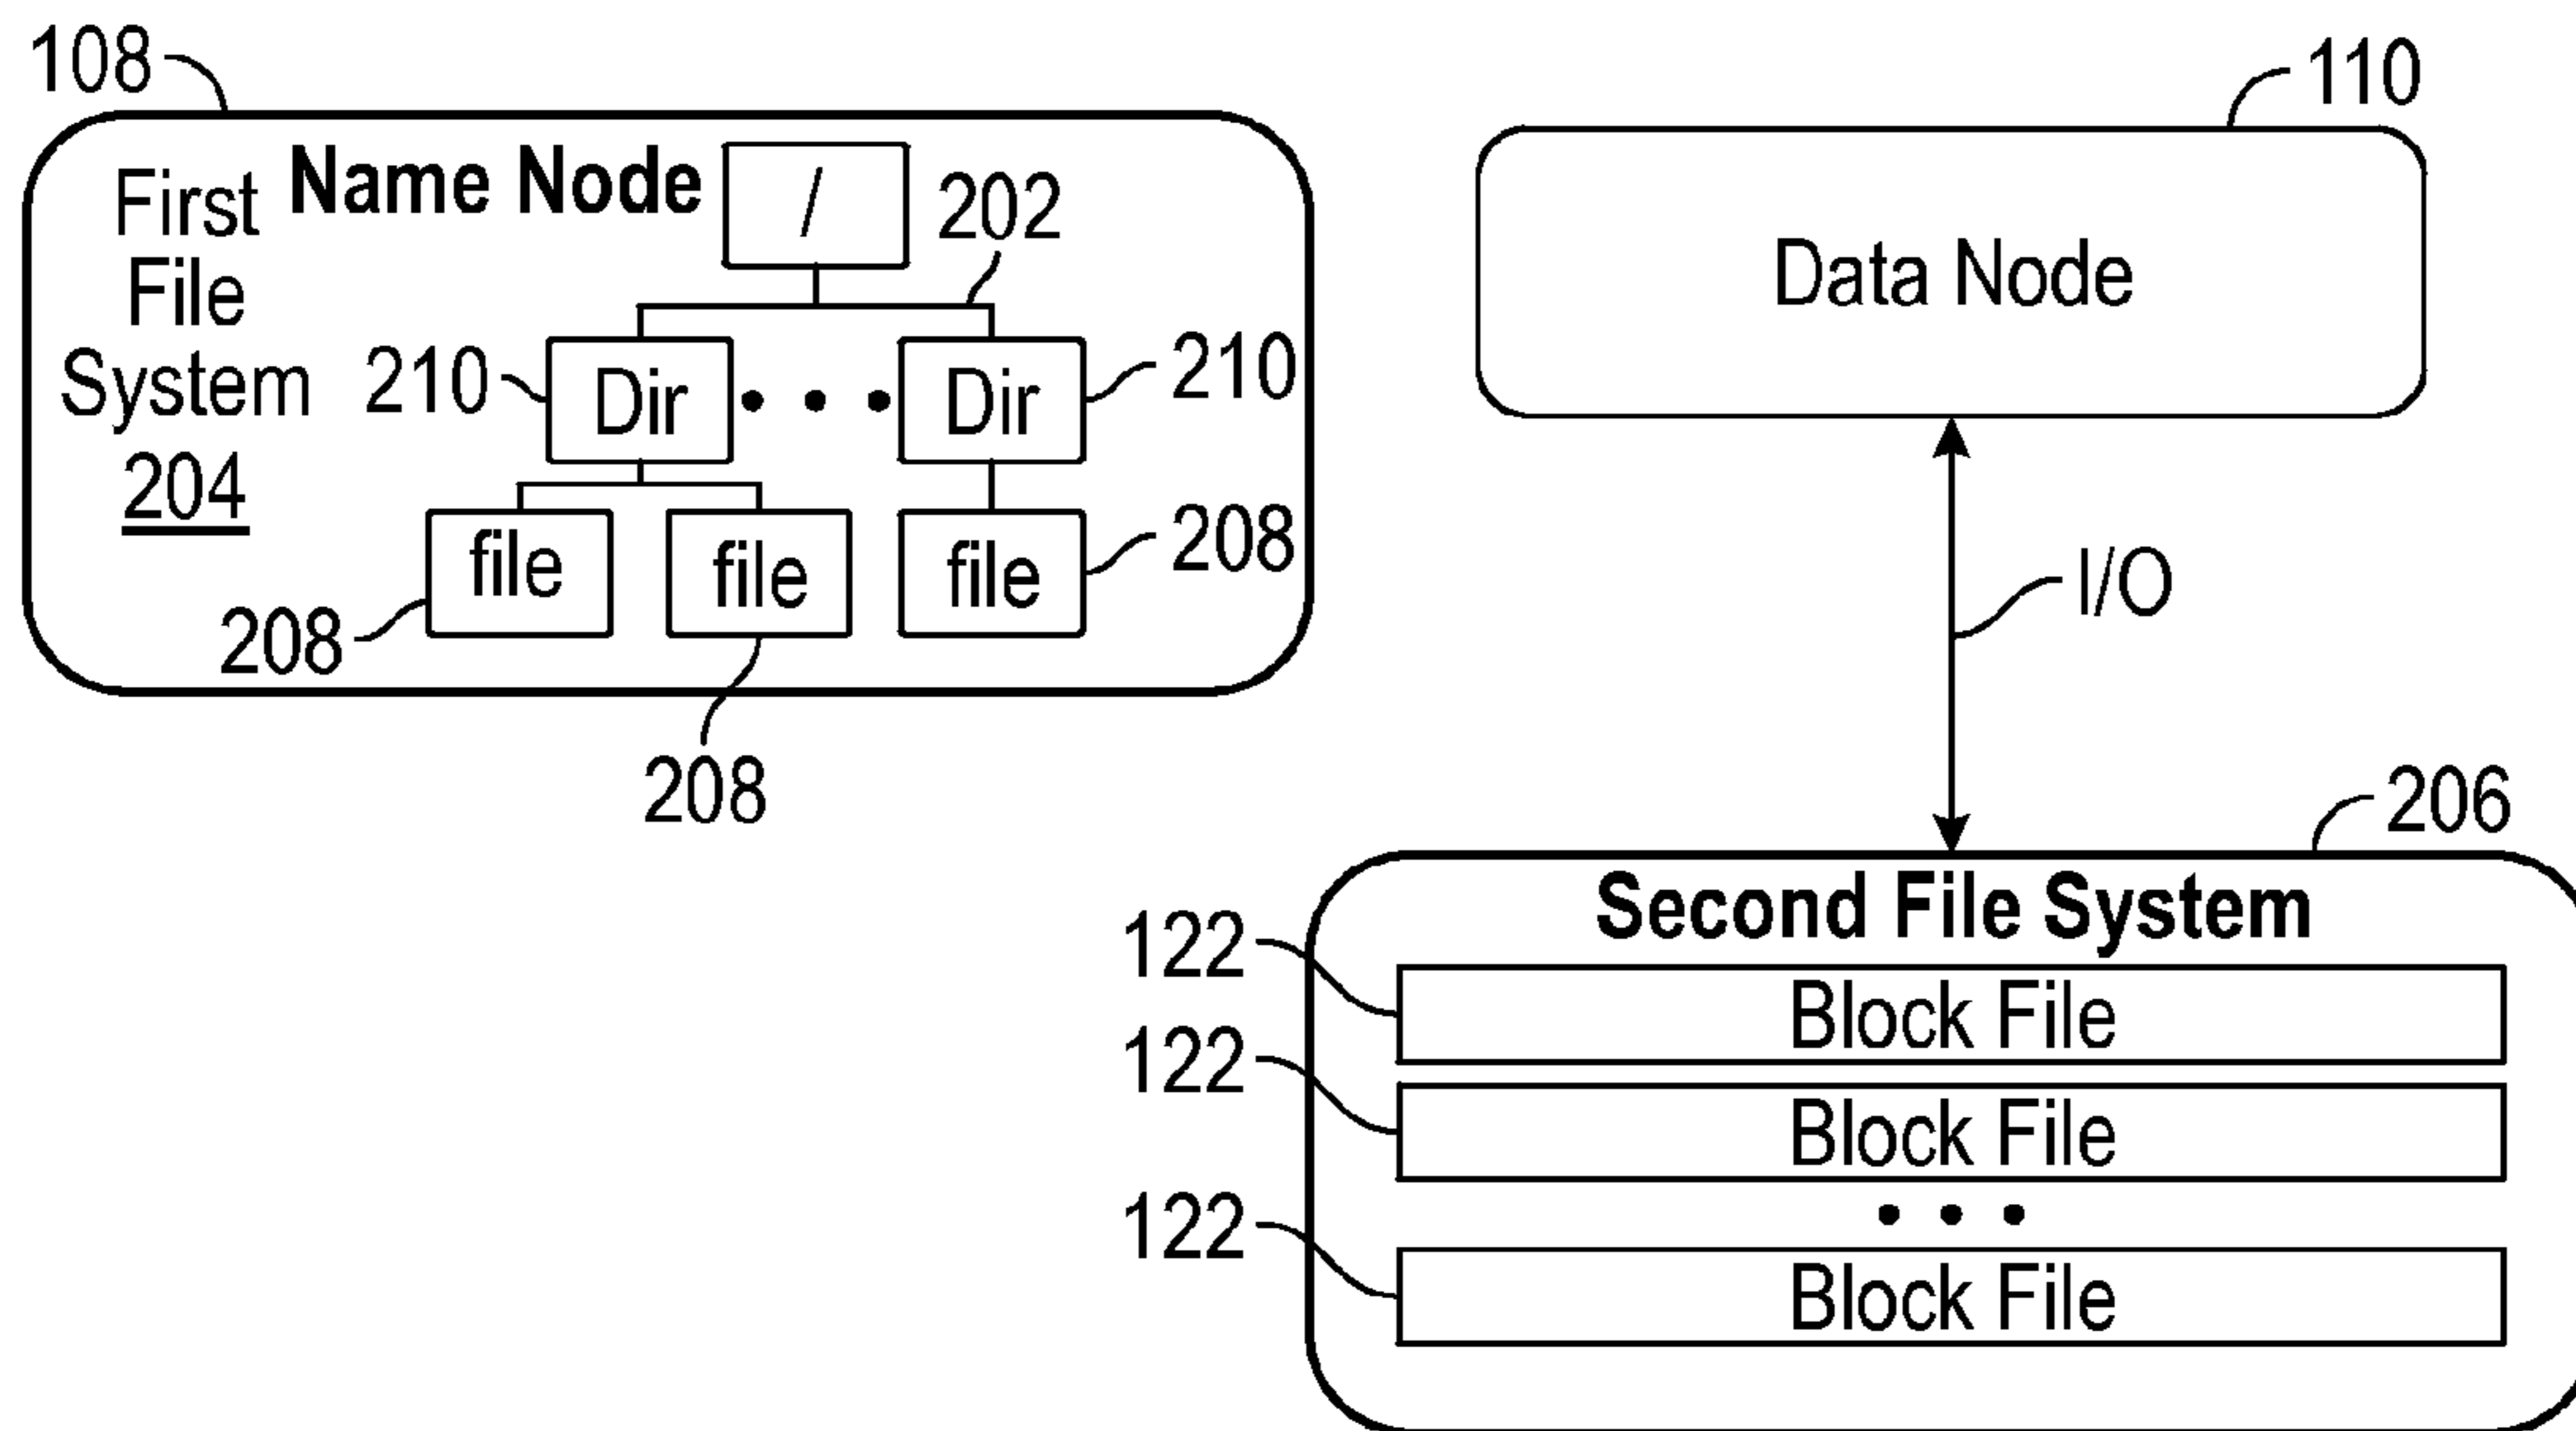 108
First
File
System
204
Name Node
/
202
210
Dir
Dir
210
file
file
file
208
208
208
110
Data Node
I/O
206
Second File System
122
Block File
122
Block File
122
Block File